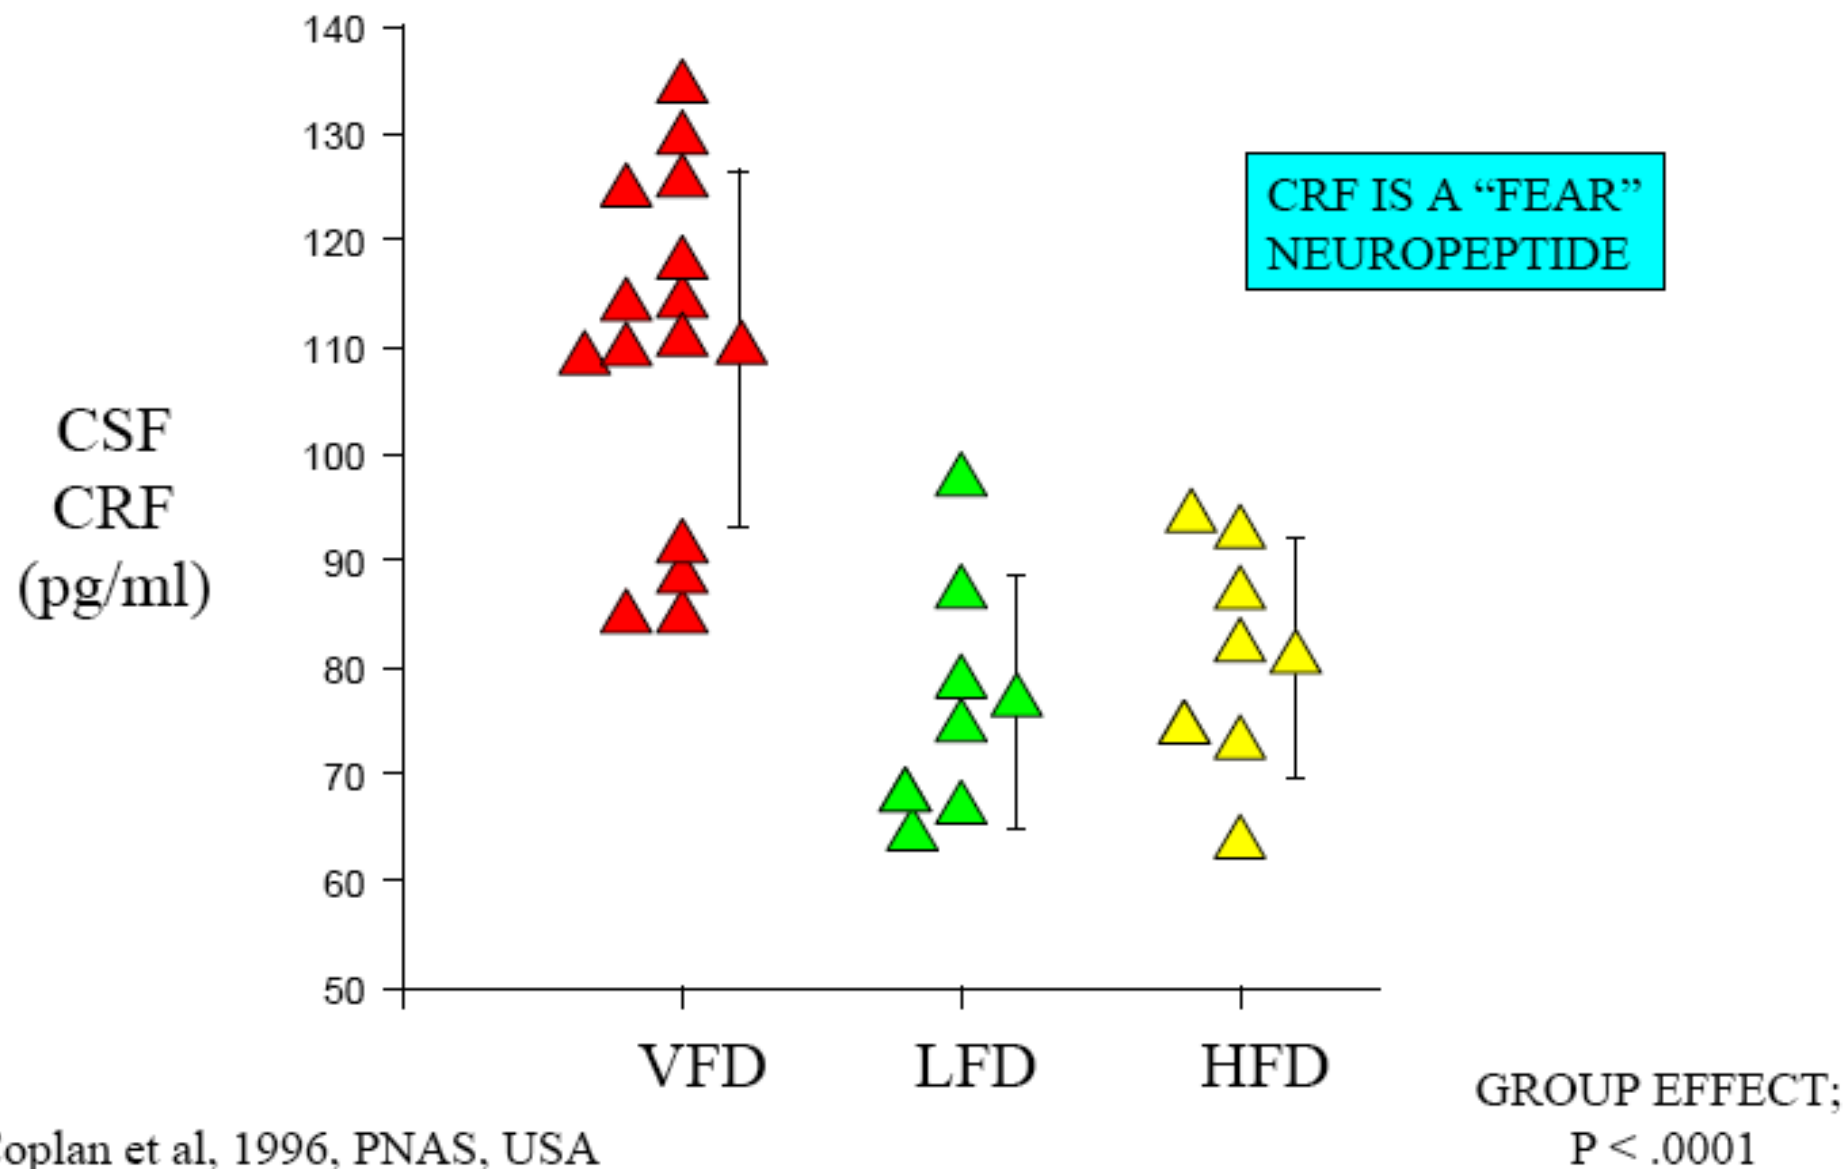 140
130
120
110
100
90
80
70
60
50
CSF
CRF
(pg/ml)
CRF IS A “FEAR”
NEUROPEPTIDE
VFD
LFD
HFD
GROUP EFFECT;
P < .0001
oplan et al, 1996, PNAS, USA